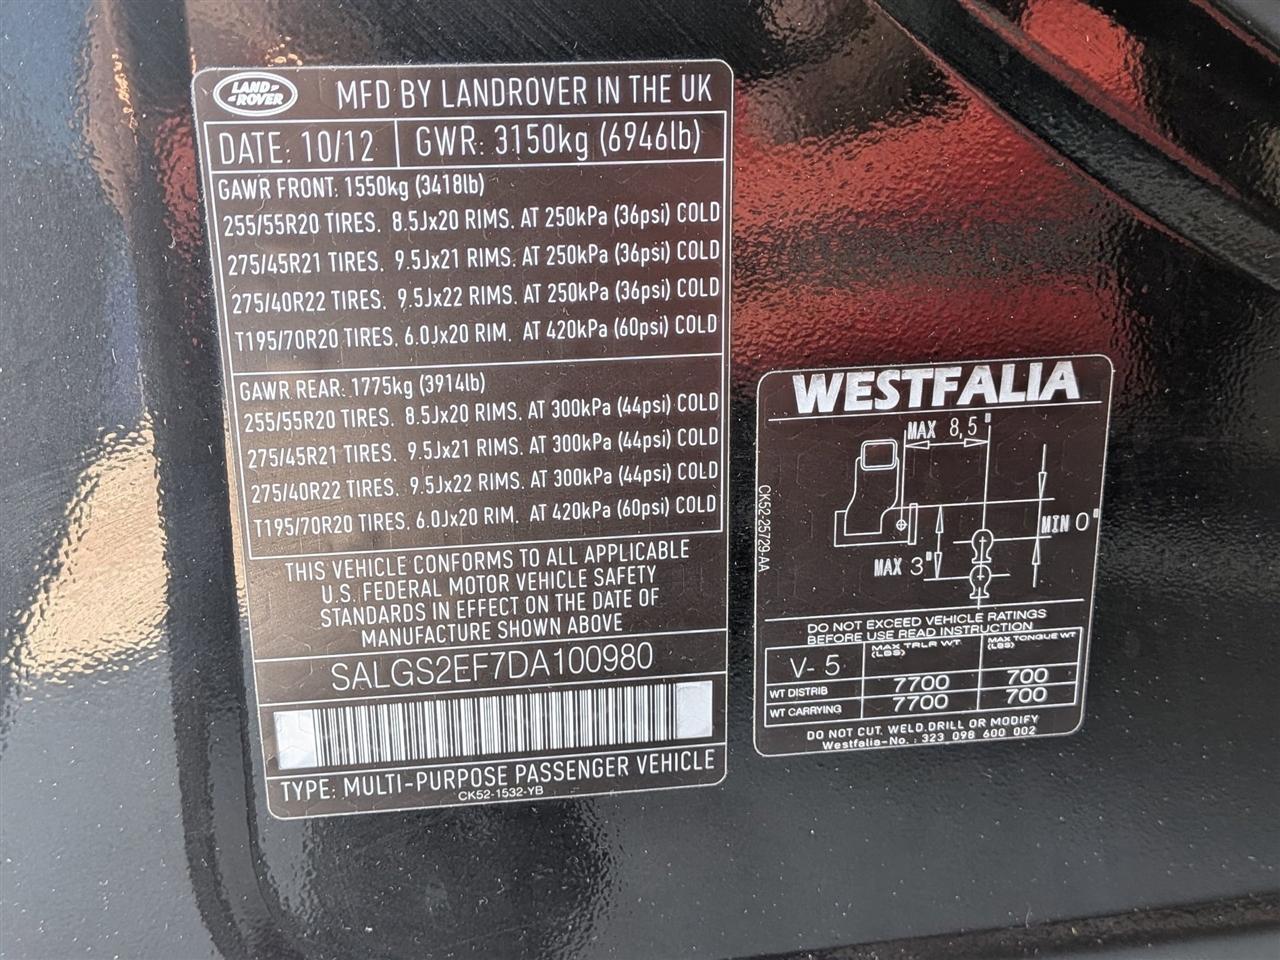 LAND ROVER
MFD BY LANDROVER IN THE UK
DATE: 10/12 GWR: 3150kg (6946lb)
GAWR FRONT: 1550kg (3418lb)
255/55R20 TIRES. 8.5Jx20 RIMS. AT 250kPa (36psi) COLD
275/45R21 TIRES. 9.5Jx21 RIMS. AT 250kPa (36psi) COLD
275/40R22 TIRES. 9.5Jx22 RIMS. AT 250kPa (36psi) COLD
T195/70R20 TIRES. 6.0Jx20 RIM. AT 420kPa (60psi) COLD
GAWR REAR: 1775kg (3914lb)
255/55R20 TIRES. 8.5Jx20 RIMS. AT 300kPa (44psi) COLD
275/45R21 TIRES. 9.5Jx21 RIMS. AT 300kPa (44psi) COLD
275/40R22 TIRES. 9.5Jx22 RIMS. AT 300kPa (44psi) COLD
T195/70R20 TIRES. 6.0Jx20 RIM. AT 420kPa (60psi) COLD
THIS VEHICLE CONFORMS TO ALL APPLICABLE
U.S. FEDERAL MOTOR VEHICLE SAFETY
STANDARDS IN EFFECT ON THE DATE OF
MANUFACTURE SHOWN ABOVE
SALGS2EF7DA100980
TYPE: MULTI-PURPOSE PASSENGER VEHICLE
CK52-1532-YB
WESTFALIA
MAX 8,5"
MIN 0"
MAX 3"
CK52-25729-AA
DO NOT EXCEED VEHICLE RATINGS
BEFORE USE READ INSTRUCTION
V-5 MAX TRLR WT. (LBS) MAX TONGUE WT (LBS)
WT DISTRIB 7700 700
WT CARRYING 7700 700
DO NOT CUT, WELD, DRILL OR MODIFY
Westfalia-No.: 323 098 600 002